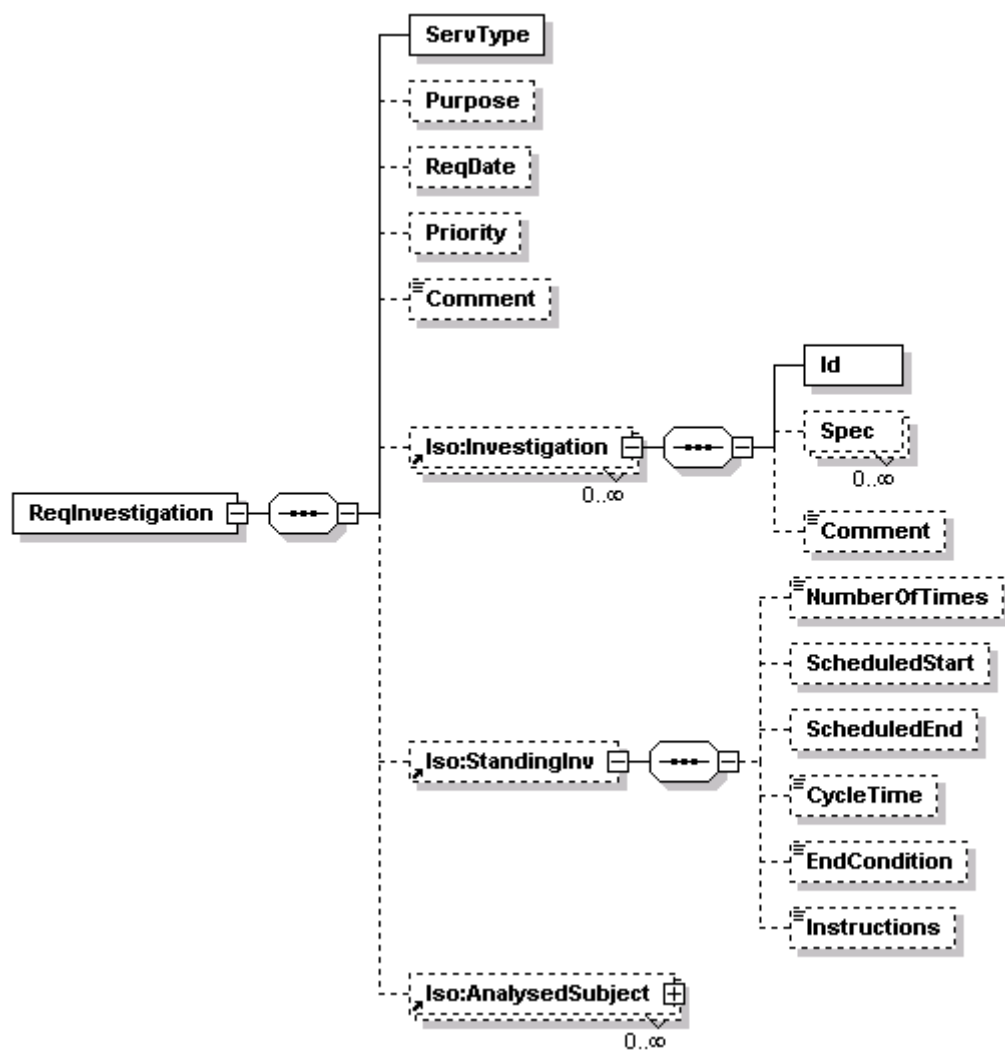 ServType
Purpose
ReqDate
Priority
Comment
Id
Iso:Investigation
0..∞
Spec
0..∞
Comment
ReqInvestigation
NumberOfTimes
ScheduledStart
ScheduledEnd
Iso:StandingInv
CycleTime
EndCondition
Instructions
Iso:AnalysedSubject
0..∞